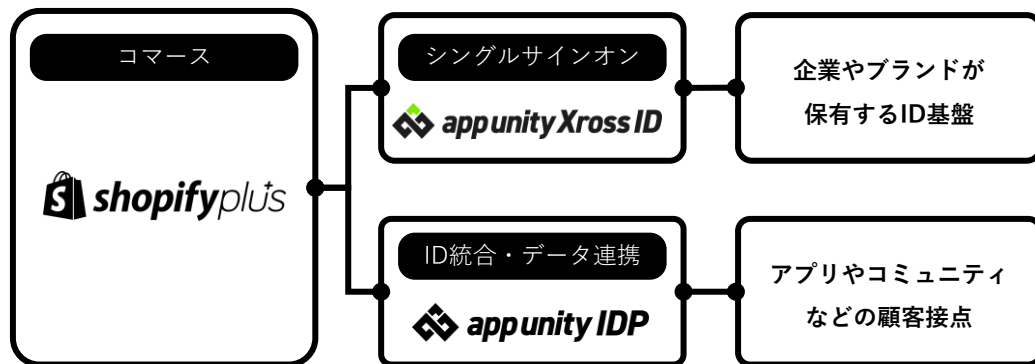 コマース
shopifyplus
シングルサインオン
appunity Xross ID
企業やブランドが
保有するID基盤
ID統合・データ連携
appunity IDP
アプリやコミュニティ
などの顧客接点